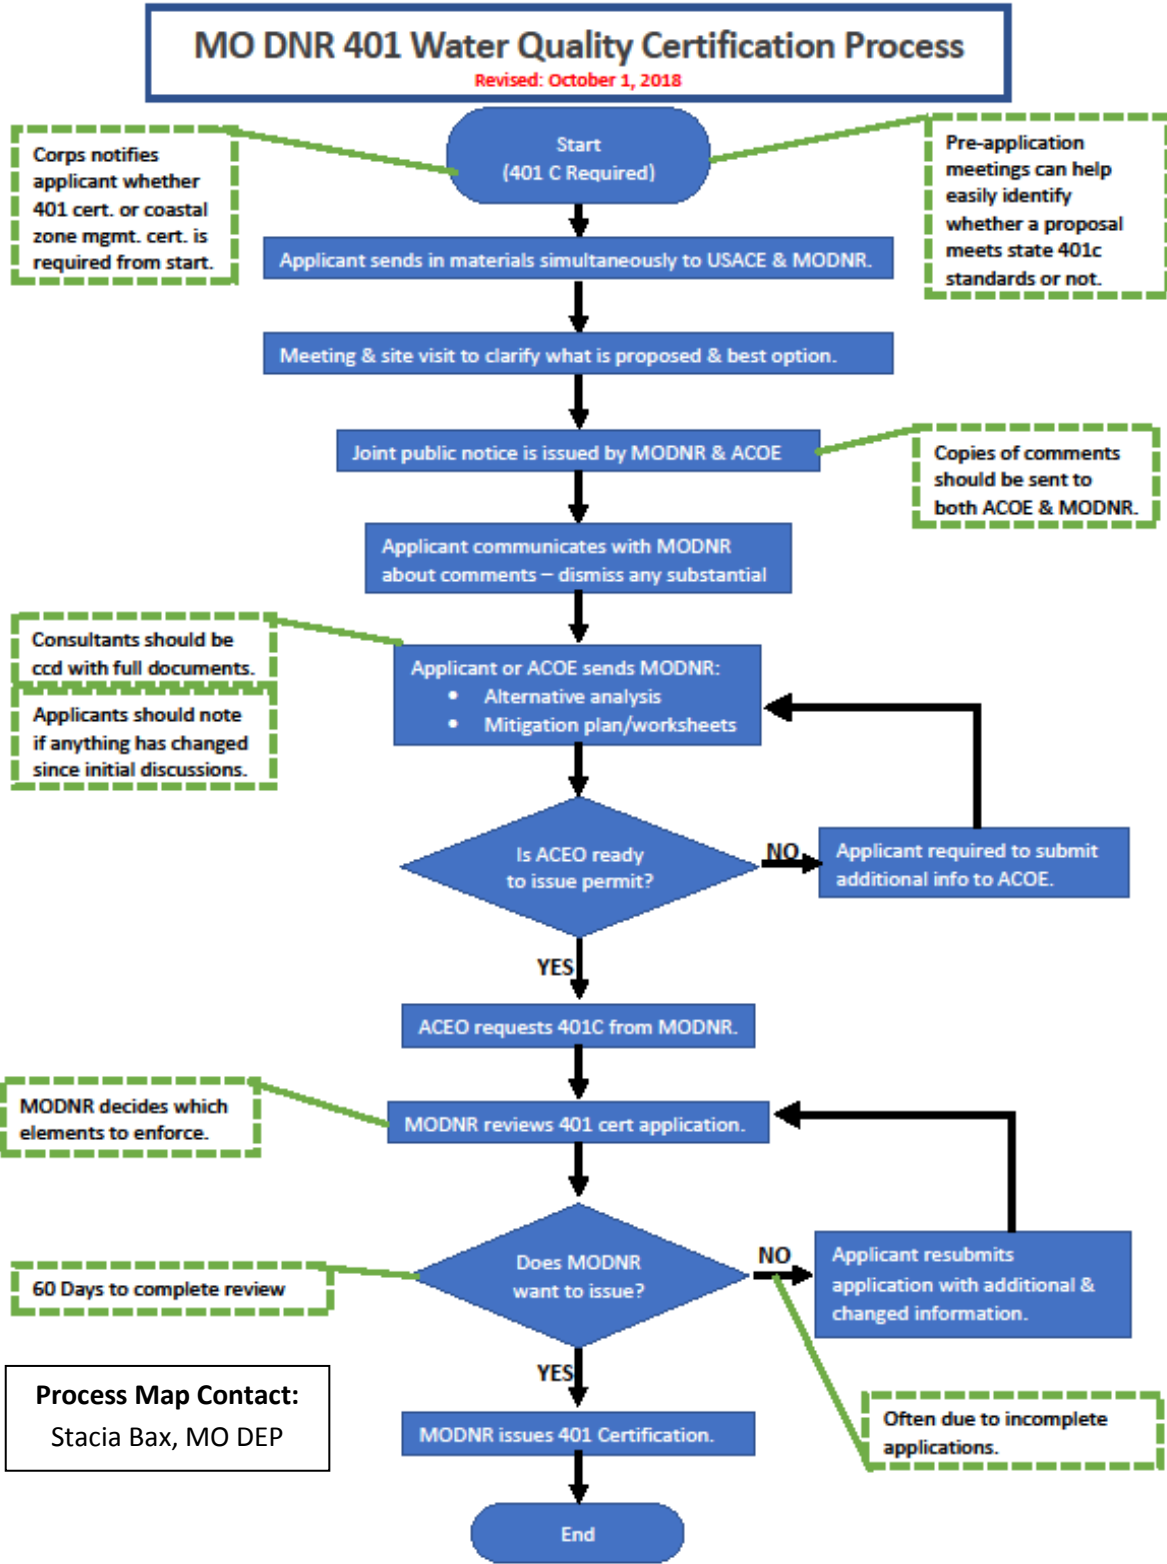 MO DNR 401 Water Quality Certification Process
Revised: October 1, 2018
Start
(401 C Required)
Corps notifies
applicant whether
401 cert. or coastal
zone mgmt. cert. is
required from start.
Pre-application
meetings can help
easily identify
whether a proposal
meets state 401c
standards or not.
Applicant sends in materials simultaneously to USACE & MODNR.
Meeting & site visit to clarify what is proposed & best option.
Joint public notice is issued by MODNR & ACOE
Copies of comments
should be sent to
both ACOE & MODNR.
Applicant communicates with MODNR
about comments – dismiss any substantial
Consultants should be
ccd with full documents.
Applicants should note
if anything has changed
since initial discussions.
Applicant or ACOE sends MODNR:
• Alternative analysis
• Mitigation plan/worksheets
Is ACEO ready
to issue permit?
NO
Applicant required to submit
additional info to ACOE.
YES
ACEO requests 401C from MODNR.
MODNR decides which
elements to enforce.
MODNR reviews 401 cert application.
60 Days to complete review
Does MODNR
want to issue?
NO
Applicant resubmits
application with additional &
changed information.
YES
Often due to incomplete
applications.
Process Map Contact:
Stacia Bax, MO DEP
MODNR issues 401 Certification.
End